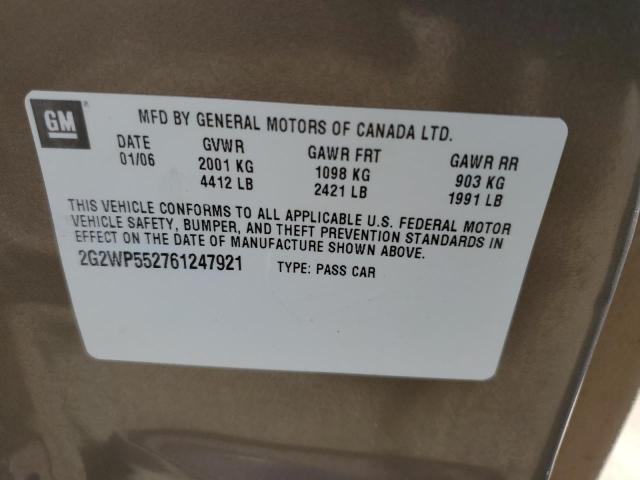 GM ®
MFD BY GENERAL MOTORS OF CANADA LTD.
DATE GVWR GAWR FRT GAWR RR
01/06 2001 KG 1098 KG 903 KG
4412 LB 2421 LB 1991 LB
THIS VEHICLE CONFORMS TO ALL APPLICABLE U.S. FEDERAL MOTOR
VEHICLE SAFETY, BUMPER, AND THEFT PREVENTION STANDARDS IN
EFFECT ON THE DATE OF MANUFACTURE SHOWN ABOVE.
2G2WP552761247921 TYPE: PASS CAR